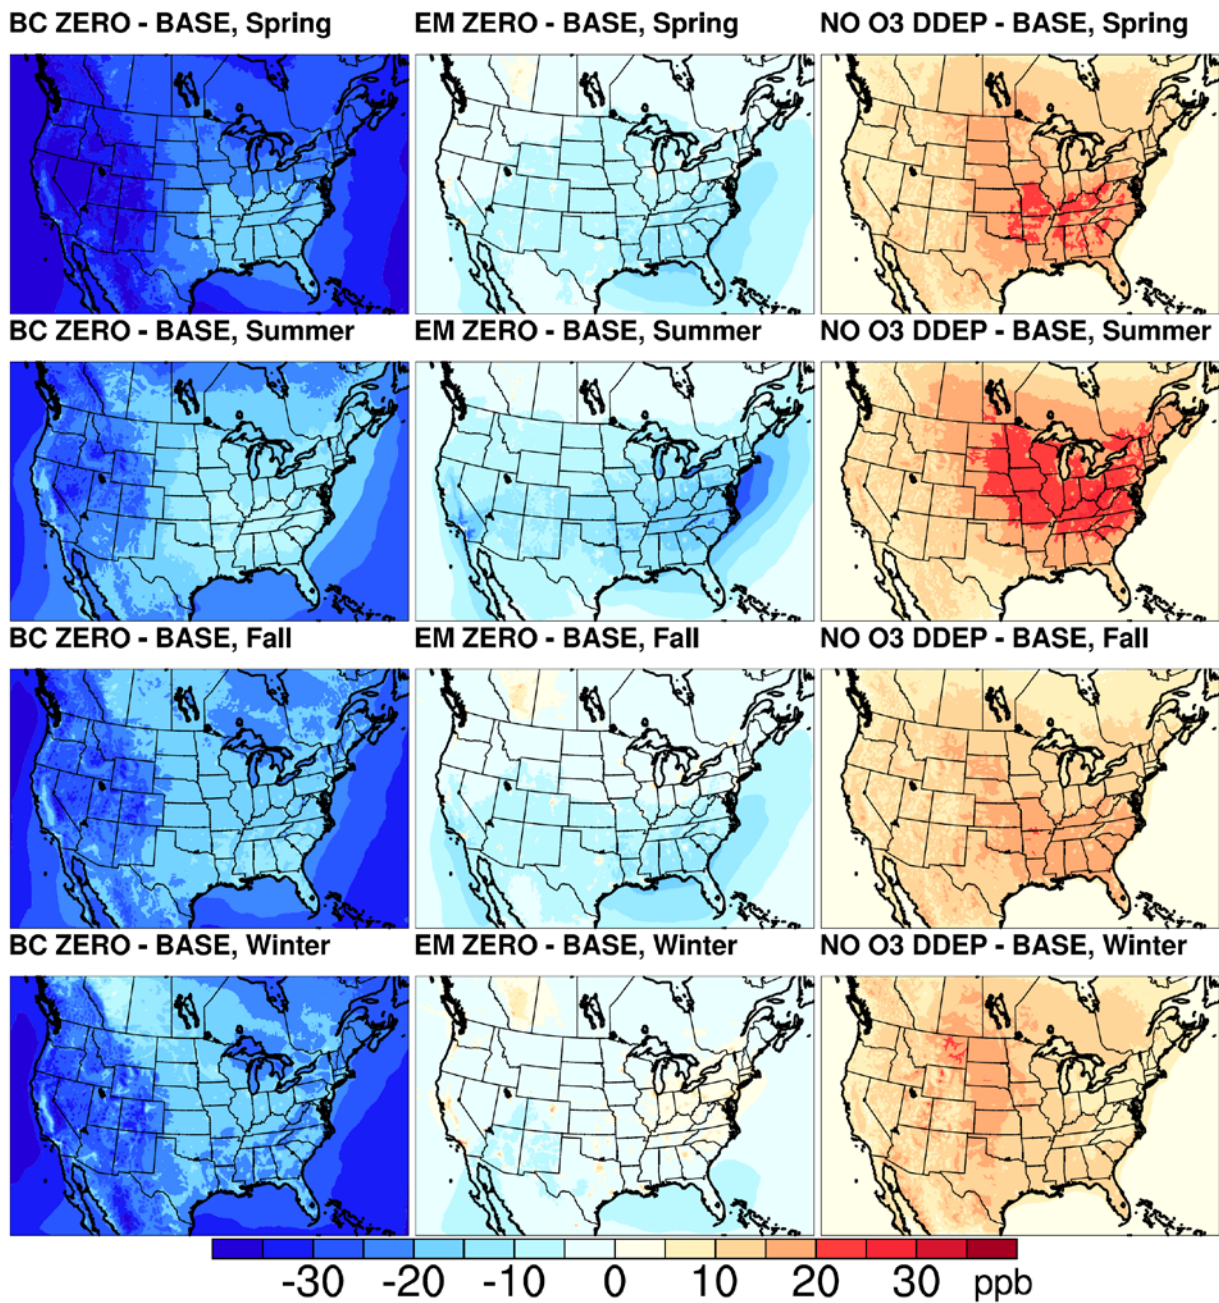 BC ZERO - BASE, Spring
EM ZERO - BASE, Spring
NO O3 DDEP - BASE, Spring
BC ZERO - BASE, Summer
EM ZERO - BASE, Summer
NO O3 DDEP - BASE, Summer
BC ZERO - BASE, Fall
EM ZERO - BASE, Fall
NO O3 DDEP - BASE, Fall
BC ZERO - BASE, Winter
EM ZERO - BASE, Winter
NO O3 DDEP - BASE, Winter
-30 -20 -10 0 10 20 30 ppb